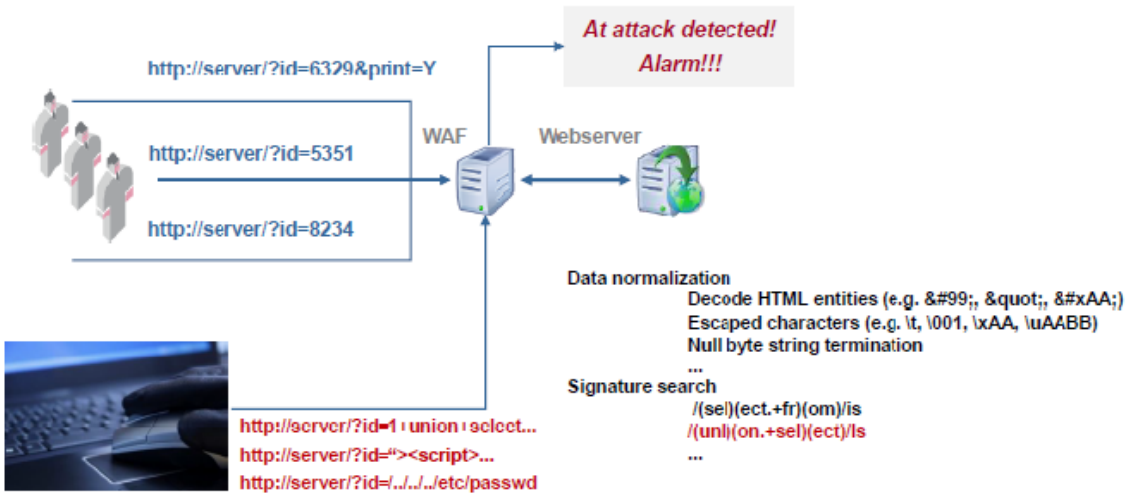 At attack detected!
Alarm!!!
http://server/?id=6329&print=Y
WAF
Webserver
http://server/?id=5351
http://server/?id=8234
Data normalization
Decode HTML entities (e.g. &#99;, &quot;, &#xAA;)
Escaped characters (e.g. \t, \001, \xAA, \uAABB)
Null byte string termination
...
Signature search
/(sel)(ect.+fr)(om)/is
/(uni)(on.+sel)(ect)/is
...
http://server/?id=1+union+select...
http://server/?id=“><script>...
http://server/?id=/../../../etc/passwd